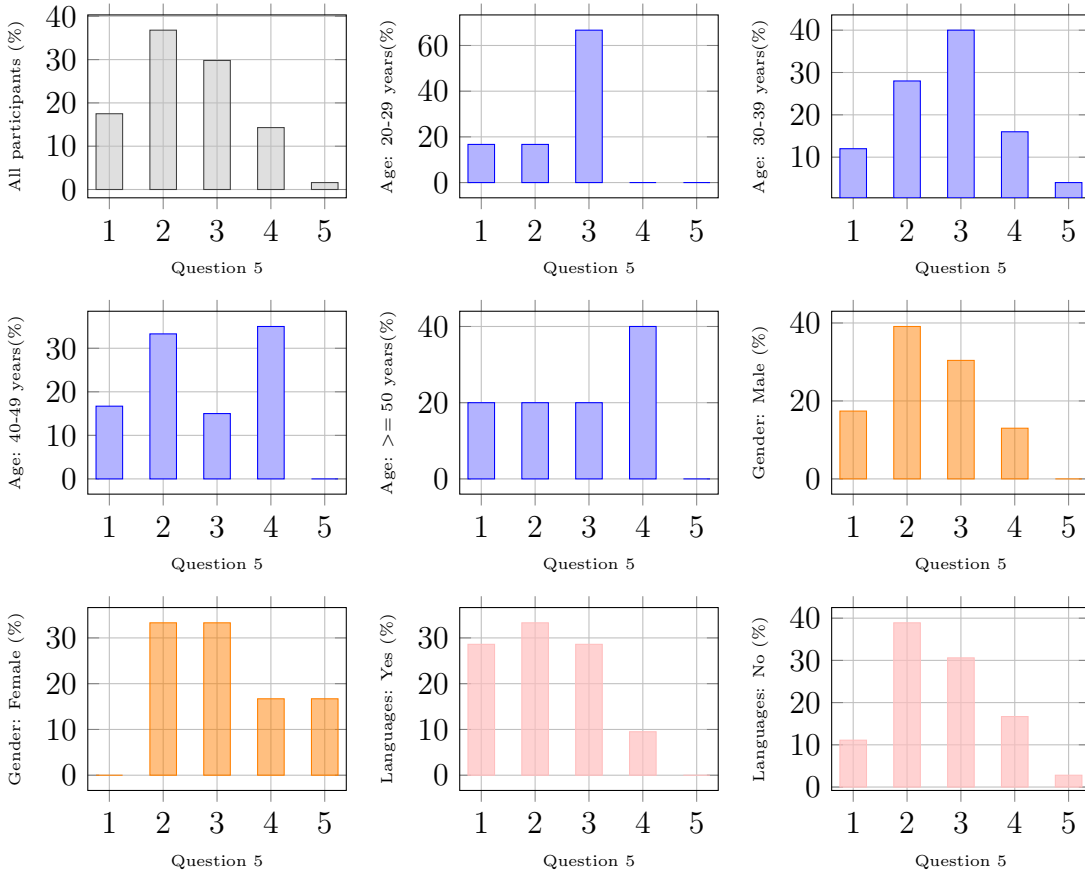 All participants (%)
40
30
20
10
0
1 2 3 4 5
Question 5
Age: 20-29 years(%)
60
40
20
0
1 2 3 4 5
Question 5
Age: 30-39 years(%)
40
30
20
10
1 2 3 4 5
Question 5
Age: 40-49 years(%)
30
20
10
0
1 2 3 4 5
Question 5
Age: >= 50 years(%)
40
20
0
1 2 3 4 5
Question 5
Gender: Male (%)
40
20
0
1 2 3 4 5
Question 5
Gender: Female (%)
30
20
10
0
1 2 3 4 5
Question 5
Languages: Yes (%)
30
20
10
0
1 2 3 4 5
Question 5
Languages: No (%)
40
30
20
10
0
1 2 3 4 5
Question 5